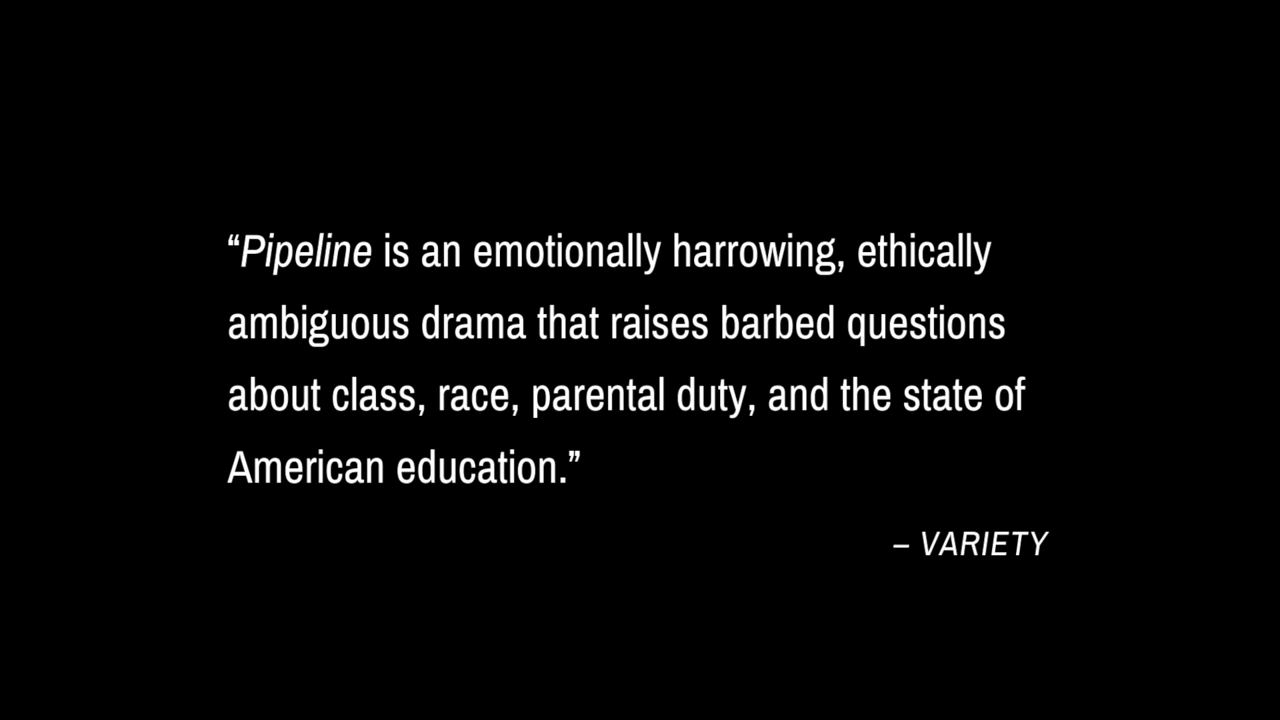 “Pipeline is an emotionally harrowing, ethically
ambiguous drama that raises barbed questions
about class, race, parental duty, and the state of
American education.”
– VARIETY